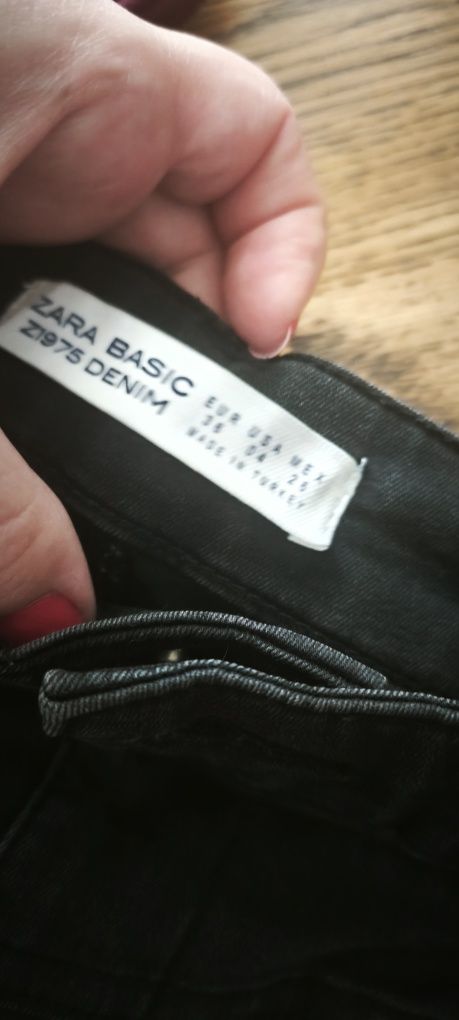 ZARA BASIC
Z1975 DENIM
EUR USA MEX
36 04 26
MADE IN TURKEY